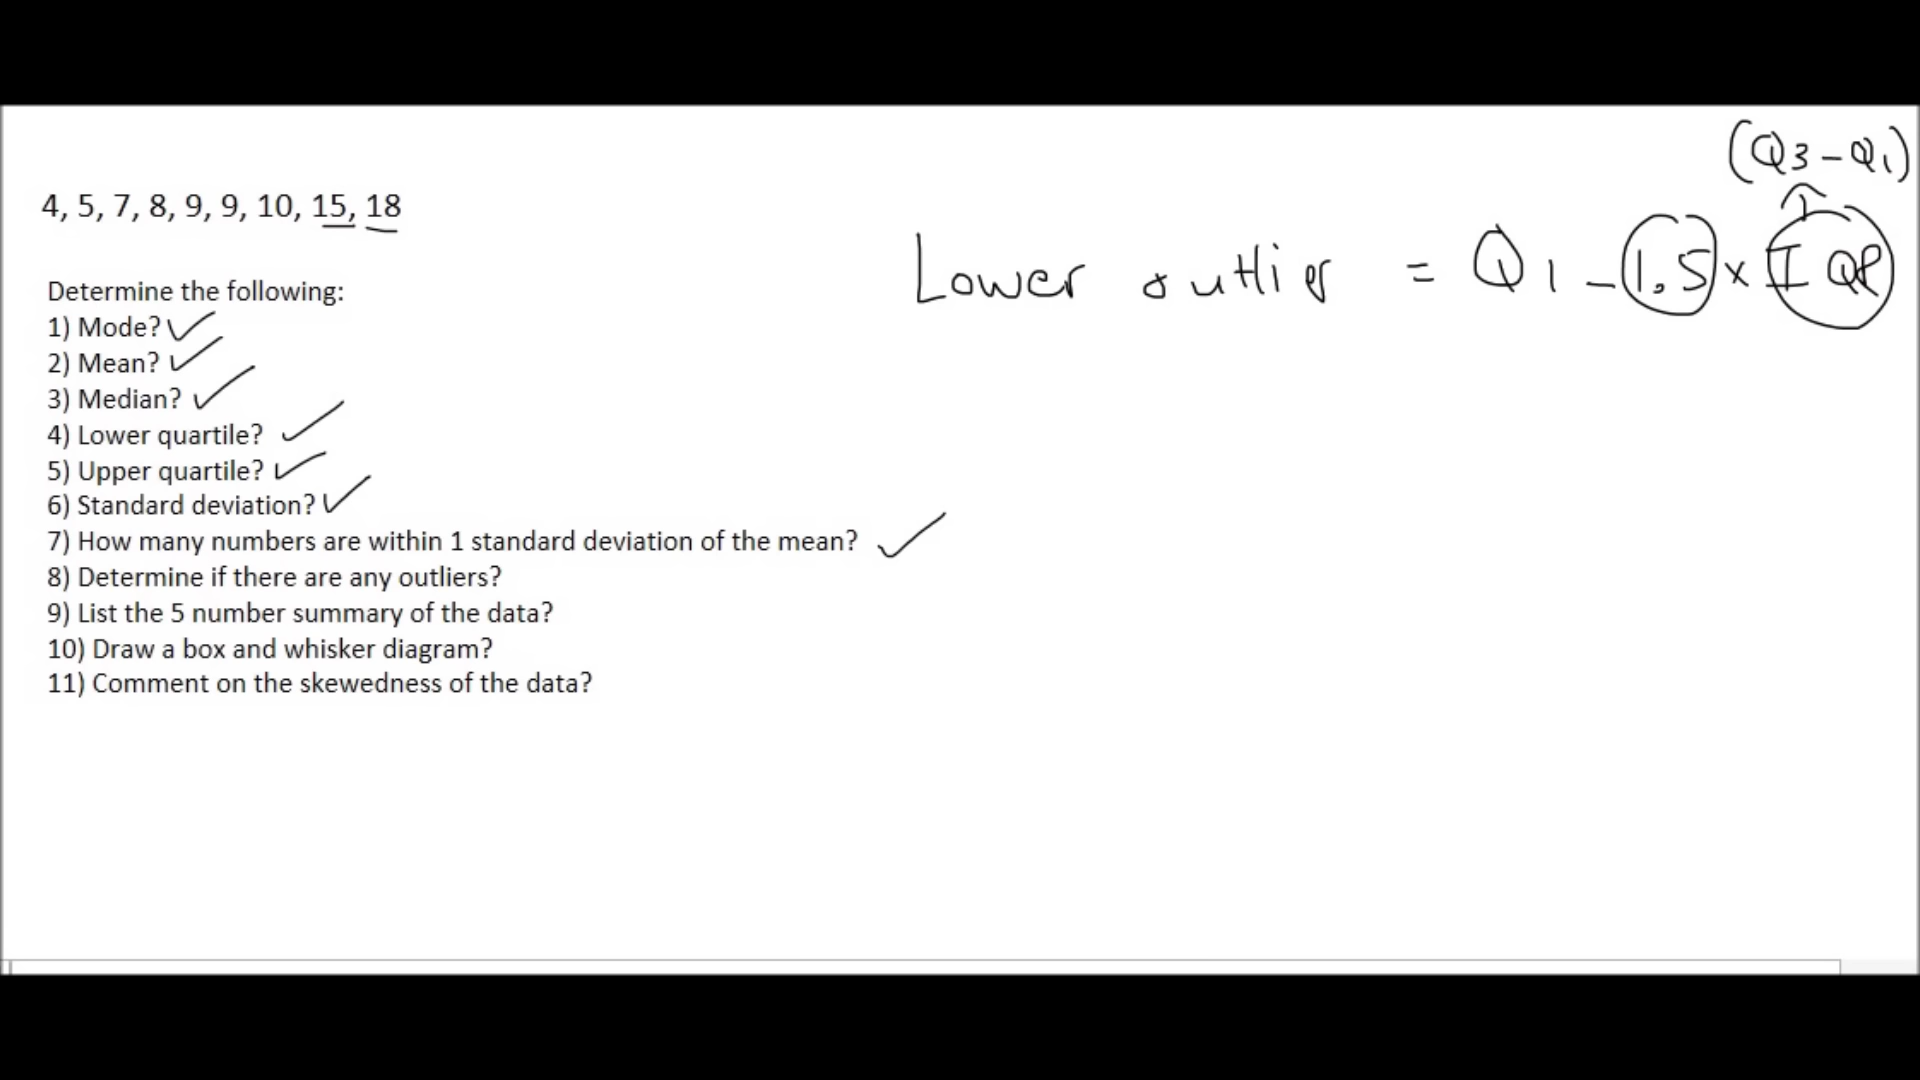 4, 5, 7, 8, 9, 9, 10, 15, 18
Determine the following:
1) Mode?
2) Mean?
3) Median?
4) Lower quartile?
5) Upper quartile?
6) Standard deviation?
7) How many numbers are within 1 standard deviation of the mean?
8) Determine if there are any outliers?
9) List the 5 number summary of the data?
10) Draw a box and whisker diagram?
11) Comment on the skewedness of the data?
(Q3-Q1)
Lower outlier = Q1 - 1.5 x IQR